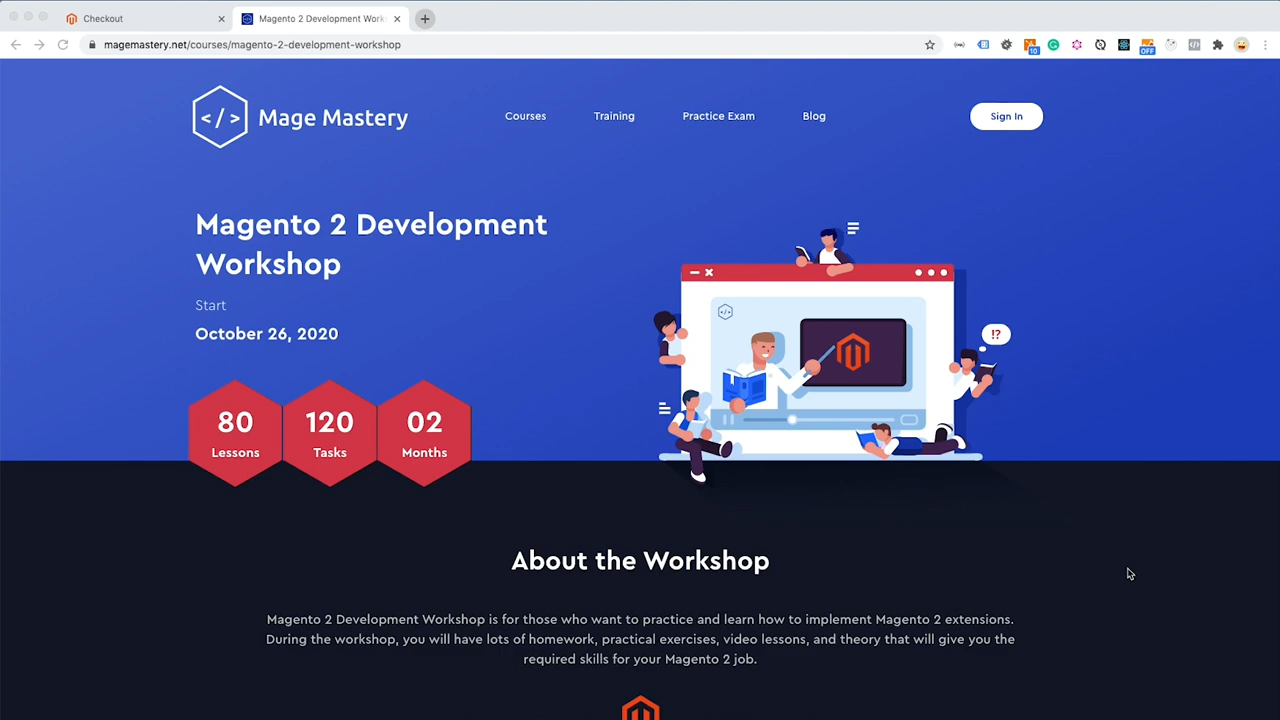 Checkout
Magento 2 Development Works
magemastery.net/courses/magento-2-development-workshop
10
OFF
</> Mage Mastery
Courses
Training
Practice Exam
Blog
Sign In
Magento 2 Development
Workshop
Start
October 26, 2020
80
Lessons
120
Tasks
02
Months
</>
!?
About the Workshop
Magento 2 Development Workshop is for those who want to practice and learn how to implement Magento 2 extensions.
During the workshop, you will have lots of homework, practical exercises, video lessons, and theory that will give you the
required skills for your Magento 2 job.